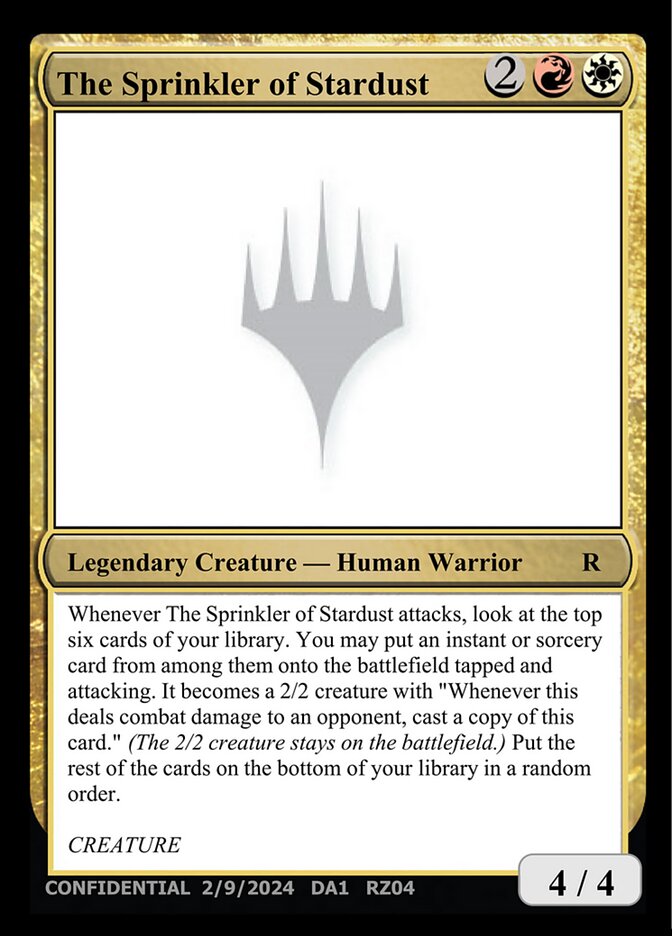 The Sprinkler of Stardust 2
Legendary Creature — Human Warrior R
Whenever The Sprinkler of Stardust attacks, look at the top
six cards of your library. You may put an instant or sorcery
card from among them onto the battlefield tapped and
attacking. It becomes a 2/2 creature with "Whenever this
deals combat damage to an opponent, cast a copy of this
card." (The 2/2 creature stays on the battlefield.) Put the
rest of the cards on the bottom of your library in a random
order.
CREATURE
4 / 4
CONFIDENTIAL 2/9/2024 DA1 RZ04